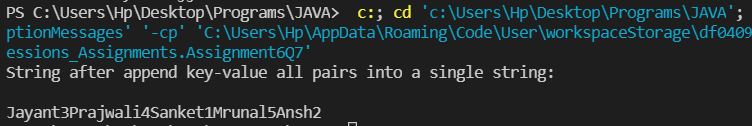 PS C:\Users\Hp\Desktop\Programs\JAVA>  c:; cd 'c:\Users\Hp\Desktop\Programs\JAVA';
ptionMessages' '-cp' 'C:\Users\Hp\AppData\Roaming\Code\User\workspaceStorage\df0409
essions_Assignments.Assignment6Q7'
String after append key-value all pairs into a single string:
Jayant3Prajwali4Sanket1Mrunal5Ansh2